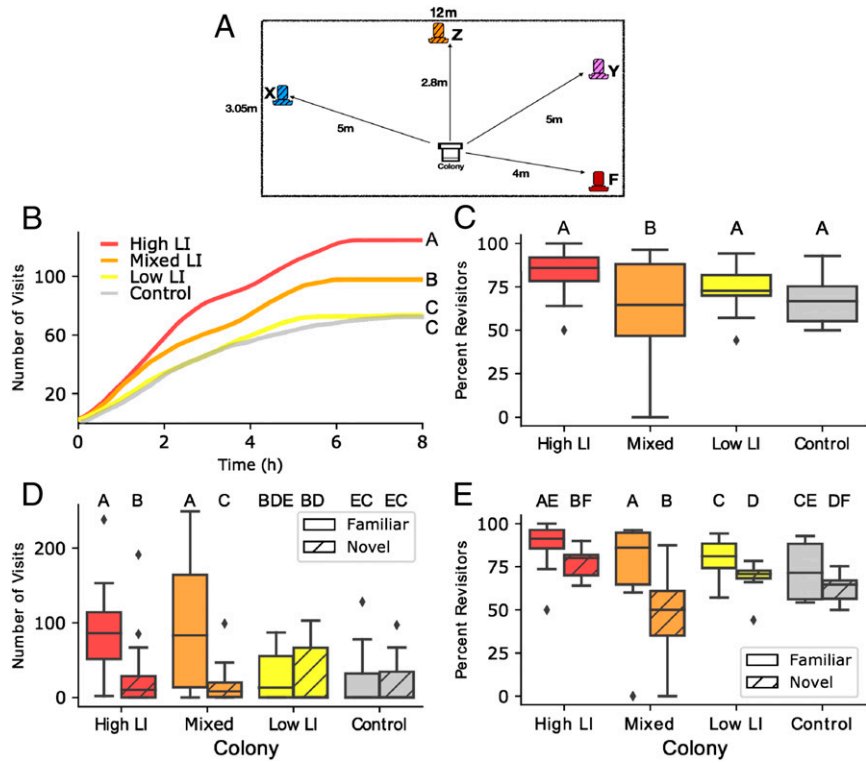 A
12m
Z
Y
X
2.8m
3.05m
5m
5m
Colony
4m
F
B
High LI
Mixed LI
Low LI
Control
A
B
C
C
Number of Visits
100
60
20
0
2
4
6
8
Time (h)
C
A
B
A
A
Percent Revisitors
100
75
50
25
0
High LI
Mixed
Low LI
Control
D
A
B
A
C
BDE
BD
EC
EC
Familiar
Novel
Number of Visits
200
100
0
High LI
Mixed
Low LI
Control
Colony
E
AE
BF
A
B
C
D
CE
DF
Percent Revisitors
100
75
50
25
0
Familiar
Novel
High LI
Mixed
Low LI
Control
Colony